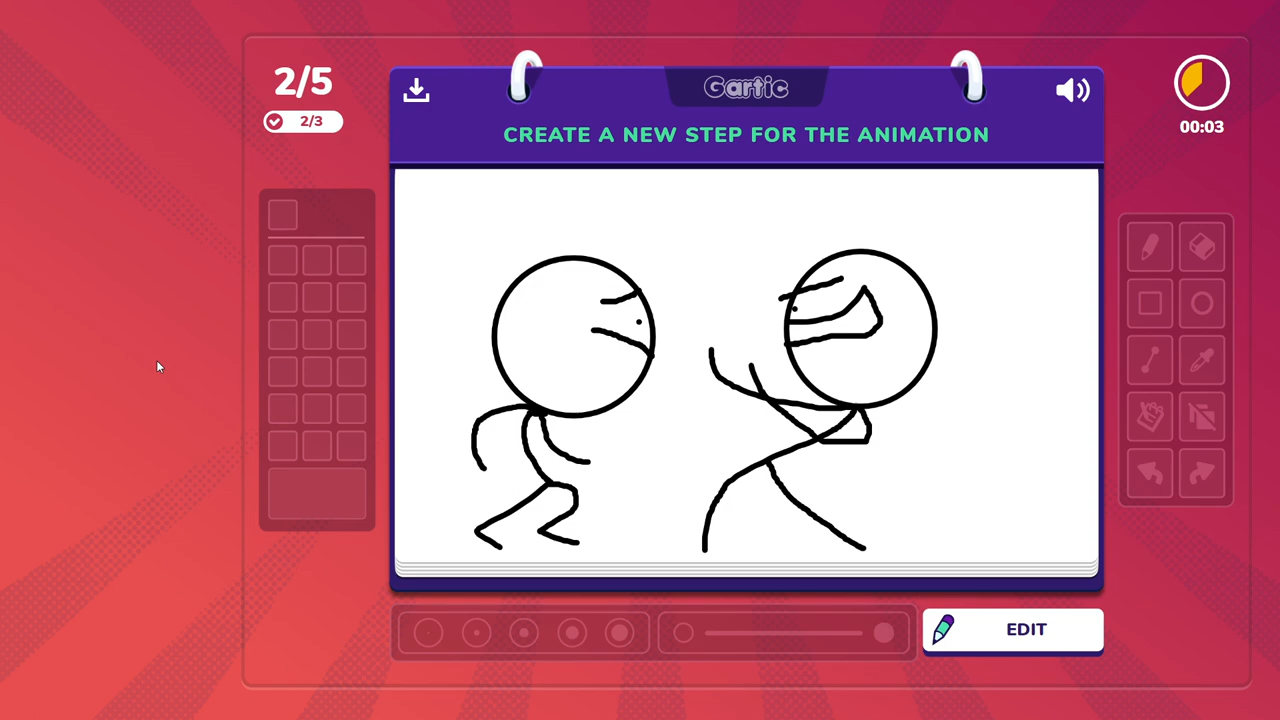 2/5
2/3
Gartic
CREATE A NEW STEP FOR THE ANIMATION
00:03
EDIT